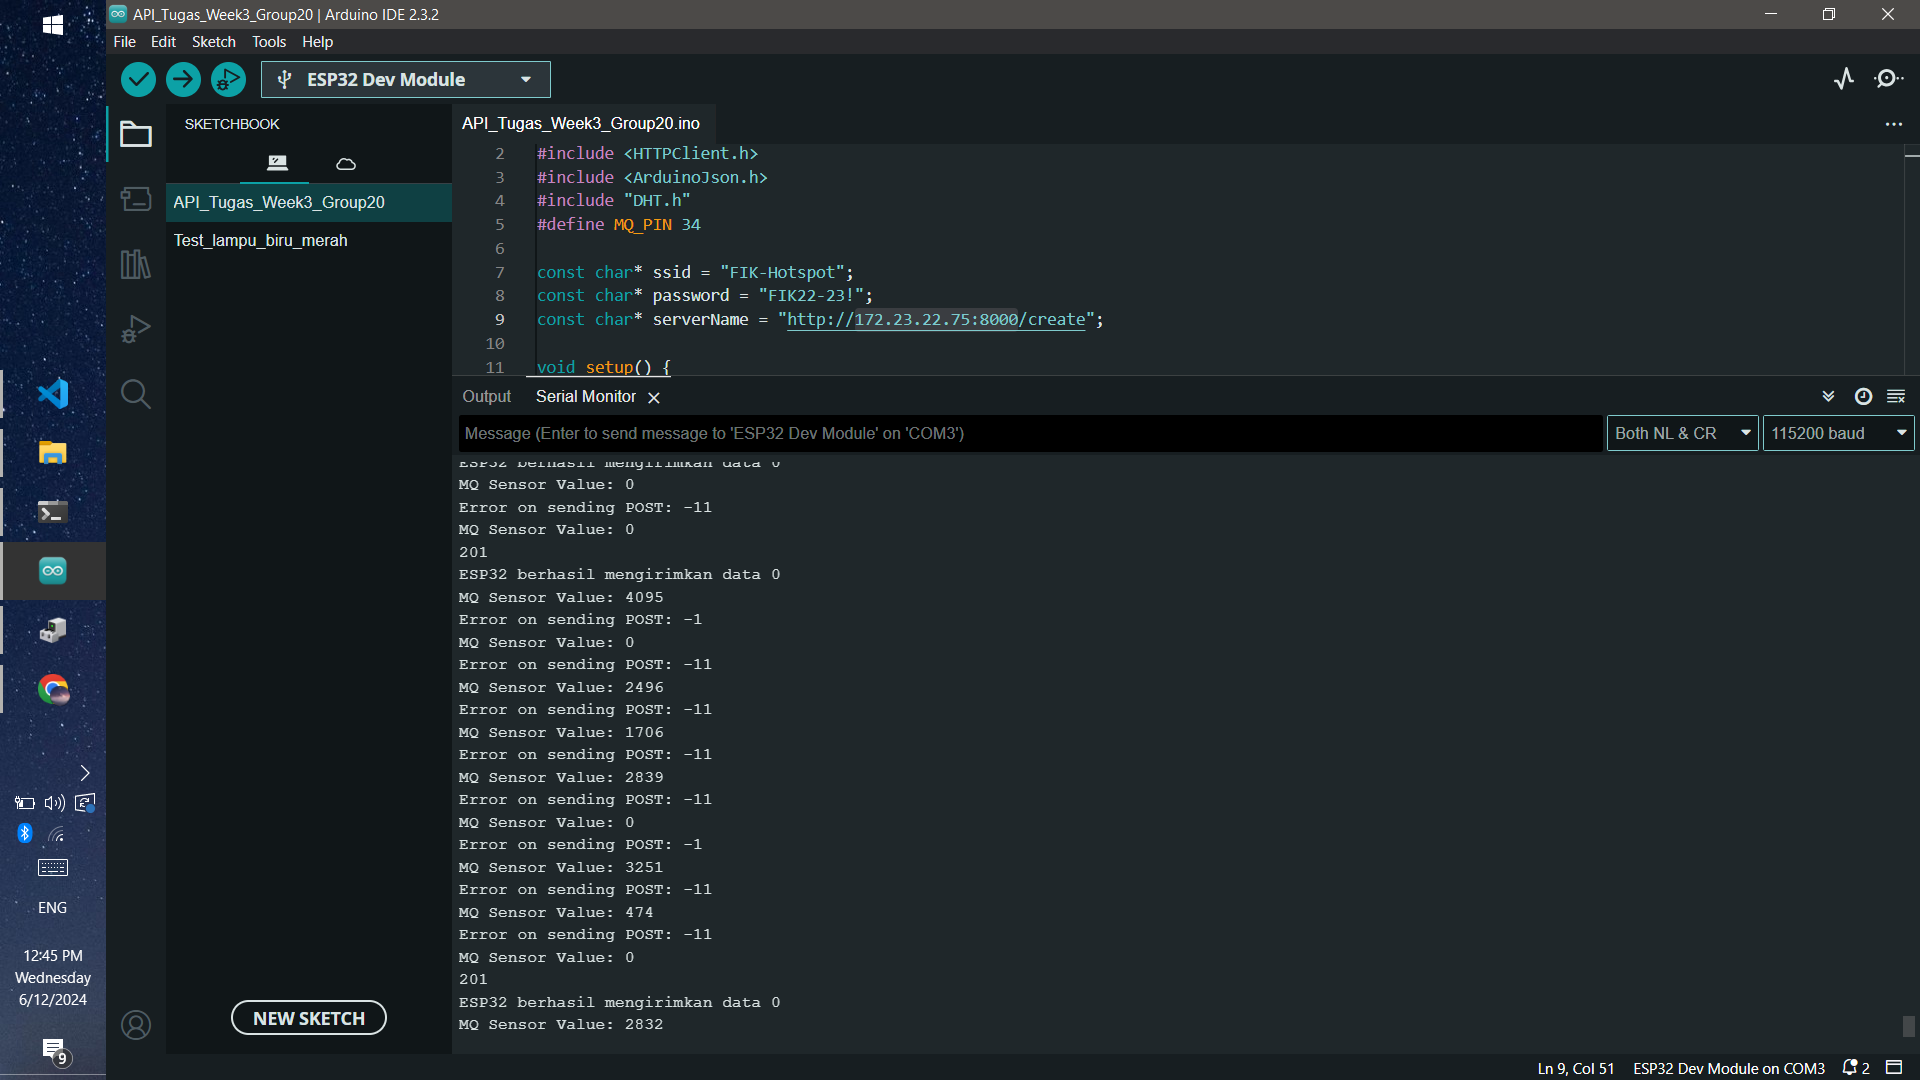 API_Tugas_Week3_Group20 | Arduino IDE 2.3.2
File Edit Sketch Tools Help
ESP32 Dev Module
SKETCHBOOK
API_Tugas_Week3_Group20
Test_lampu_biru_merah
NEW SKETCH
API_Tugas_Week3_Group20.ino
2 #include <HTTPClient.h>
3 #include <ArduinoJson.h>
4 #include "DHT.h"
5 #define MQ_PIN 34
6
7 const char* ssid = "FIK-Hotspot";
8 const char* password = "FIK22-23!";
9 const char* serverName = "http://172.23.22.75:8000/create";
10
11 void setup() {
Output Serial Monitor
Message (Enter to send message to 'ESP32 Dev Module' on 'COM3')
Both NL & CR
115200 baud
ESP32 berhasil mengirimkan data 0
MQ Sensor Value: 0
Error on sending POST: -11
MQ Sensor Value: 0
201
ESP32 berhasil mengirimkan data 0
MQ Sensor Value: 4095
Error on sending POST: -1
MQ Sensor Value: 0
Error on sending POST: -11
MQ Sensor Value: 2496
Error on sending POST: -11
MQ Sensor Value: 1706
Error on sending POST: -11
MQ Sensor Value: 2839
Error on sending POST: -11
MQ Sensor Value: 0
Error on sending POST: -1
MQ Sensor Value: 3251
Error on sending POST: -11
MQ Sensor Value: 474
Error on sending POST: -11
MQ Sensor Value: 0
201
ESP32 berhasil mengirimkan data 0
MQ Sensor Value: 2832
Ln 9, Col 51 ESP32 Dev Module on COM3 2
ENG
12:45 PM
Wednesday
6/12/2024
9